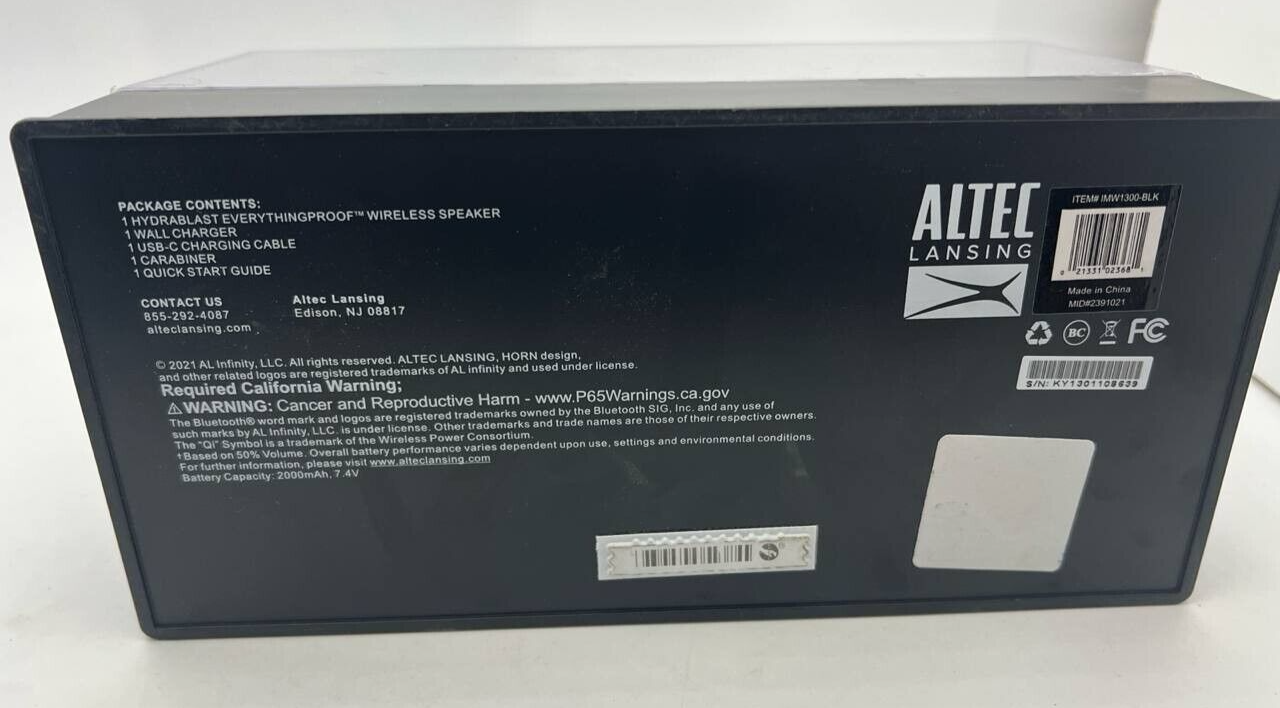 PACKAGE CONTENTS:
1 HYDRABLAST EVERYTHINGPROOF™ WIRELESS SPEAKER
1 WALL CHARGER
1 USB-C CHARGING CABLE
1 CARABINER
1 QUICK START GUIDE
CONTACT US
855-292-4087
alteclansing.com
Altec Lansing
Edison, NJ 08817
© 2021 AL Infinity, LLC. All rights reserved. ALTEC LANSING, HORN design,
and other related logos are registered trademarks of AL infinity and used under license.
Required California Warning;
⚠ WARNING: Cancer and Reproductive Harm - www.P65Warnings.ca.gov
The Bluetooth® word mark and logos are registered trademarks owned by the Bluetooth SIG, Inc. and any use of
such marks by AL Infinity, LLC. is under license. Other trademarks and trade names are those of their respective owners.
The "Qi" Symbol is a trademark of the Wireless Power Consortium.
†Based on 50% Volume. Overall battery performance varies dependent upon use, settings and environmental conditions.
For further information, please visit www.alteclansing.com
Battery Capacity: 2000mAh, 7.4V
ALTEC
LANSING
ITEM# IMW1300-BLK
0 21331 02368 1
Made in China
MID#2391021
BC
FC
S/N: KY1301108639